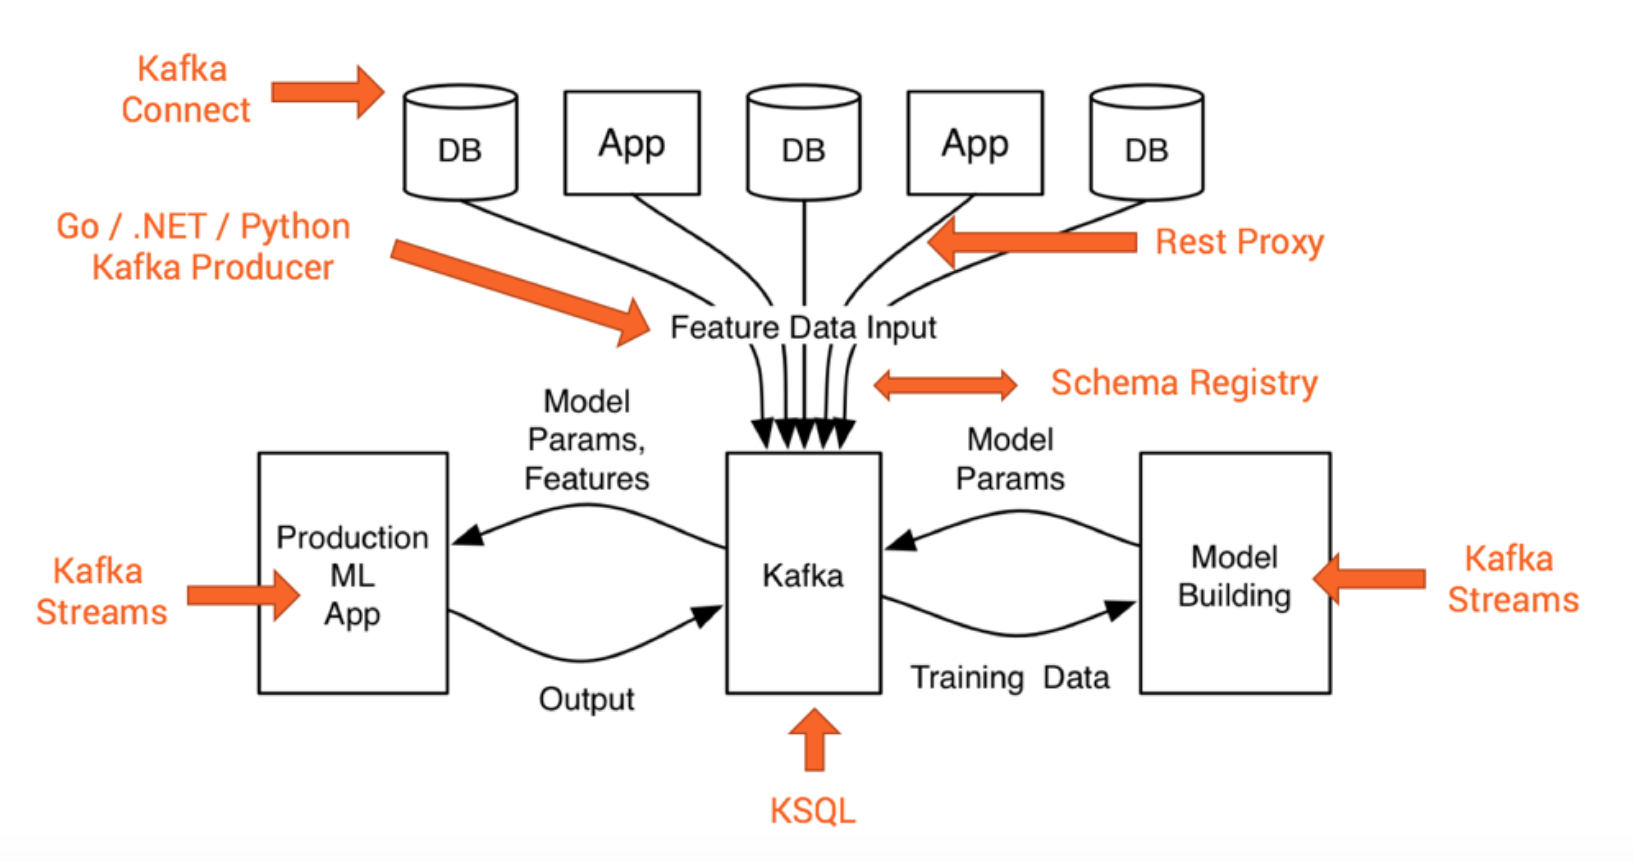 Kafka
Connect
DB
App
DB
App
DB
Go / .NET / Python
Kafka Producer
Rest Proxy
Feature Data Input
Schema Registry
Model
Params,
Features
Model
Params
Production
ML
App
Kafka
Model
Building
Kafka
Streams
Kafka
Streams
Output
Training Data
KSQL